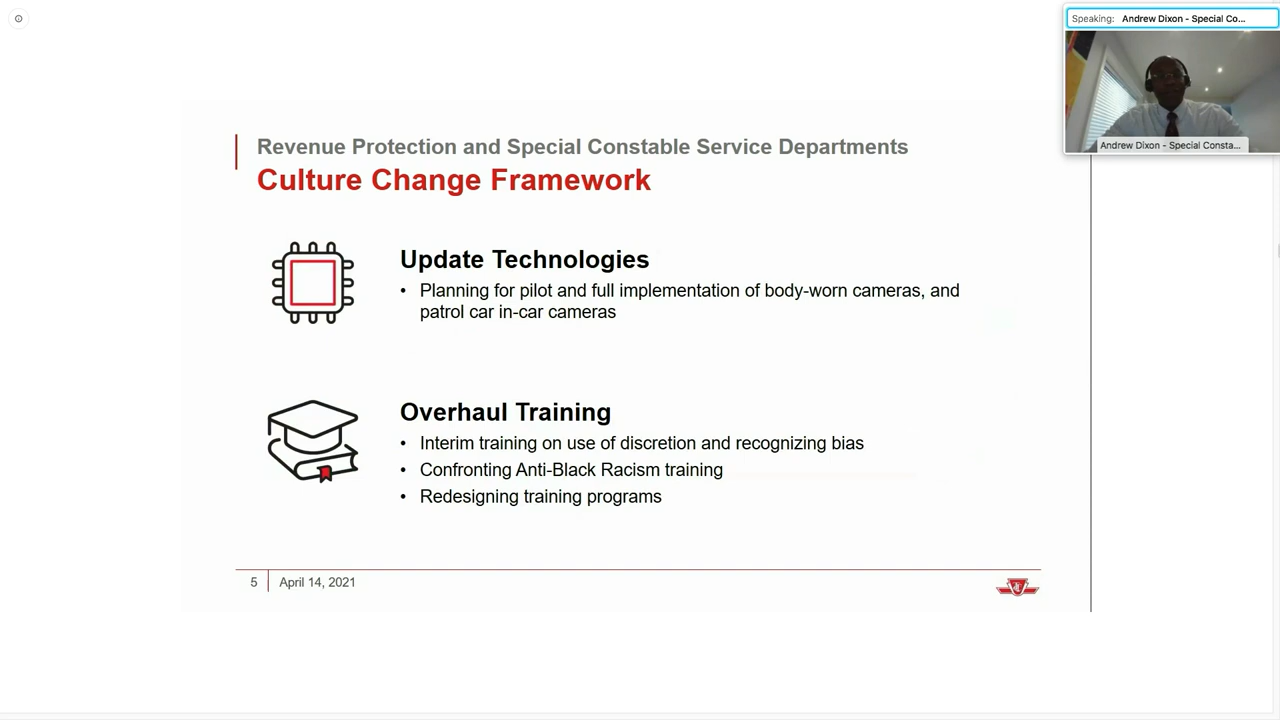 Speaking: Andrew Dixon - Special Co...
Andrew Dixon - Special Consta...
Revenue Protection and Special Constable Service Departments
Culture Change Framework
Update Technologies
• Planning for pilot and full implementation of body-worn cameras, and
patrol car in-car cameras
Overhaul Training
• Interim training on use of discretion and recognizing bias
• Confronting Anti-Black Racism training
• Redesigning training programs
5 April 14, 2021